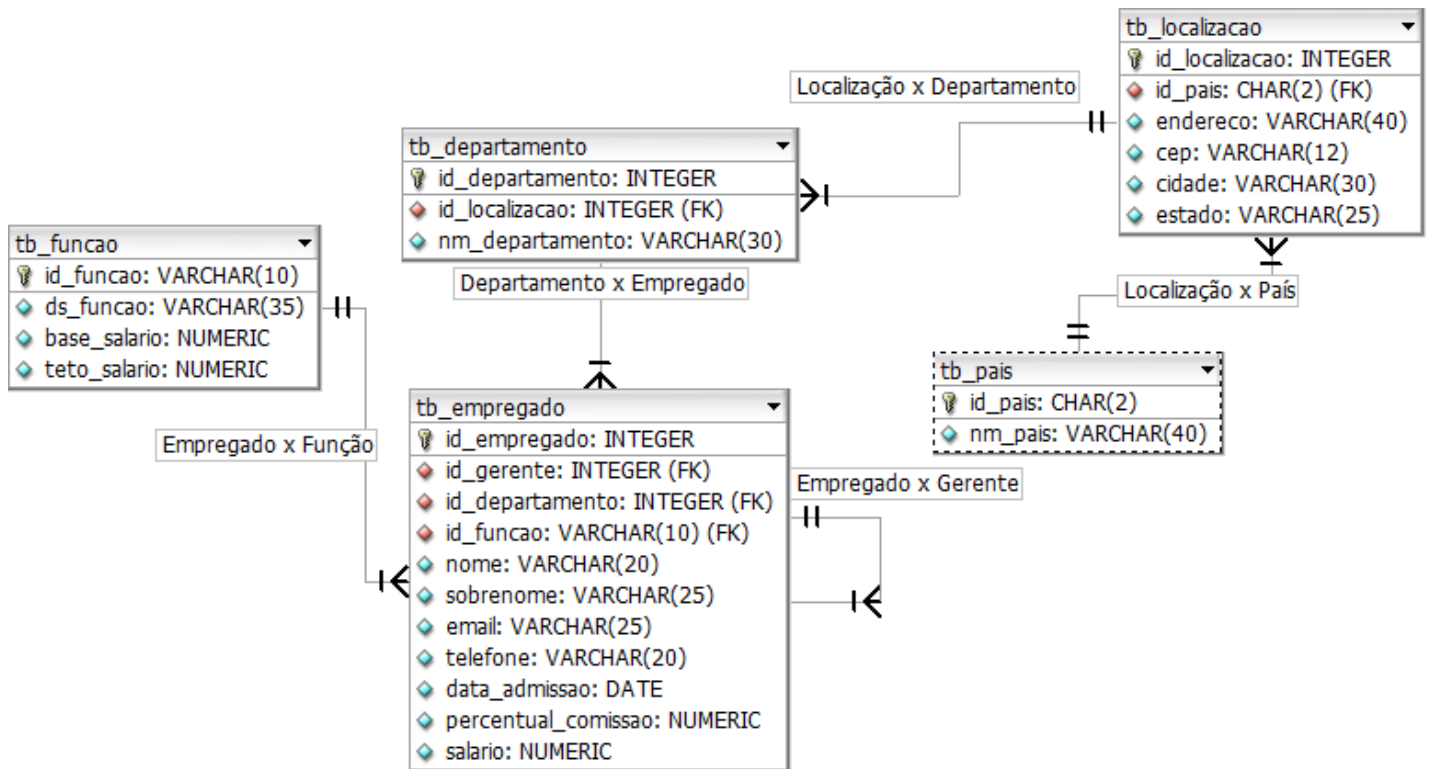 tb_localizacao
id_localizacao: INTEGER
id_pais: CHAR(2) (FK)
endereco: VARCHAR(40)
cep: VARCHAR(12)
cidade: VARCHAR(30)
estado: VARCHAR(25)
Localização x Departamento
tb_departamento
id_departamento: INTEGER
id_localizacao: INTEGER (FK)
nm_departamento: VARCHAR(30)
tb_funcao
id_funcao: VARCHAR(10)
ds_funcao: VARCHAR(35)
base_salario: NUMERIC
teto_salario: NUMERIC
Departamento x Empregado
Localização x País
tb_pais
id_pais: CHAR(2)
nm_pais: VARCHAR(40)
Empregado x Função
tb_empregado
id_empregado: INTEGER
id_gerente: INTEGER (FK)
id_departamento: INTEGER (FK)
id_funcao: VARCHAR(10) (FK)
nome: VARCHAR(20)
sobrenome: VARCHAR(25)
email: VARCHAR(25)
telefone: VARCHAR(20)
data_admissao: DATE
percentual_comissao: NUMERIC
salario: NUMERIC
Empregado x Gerente